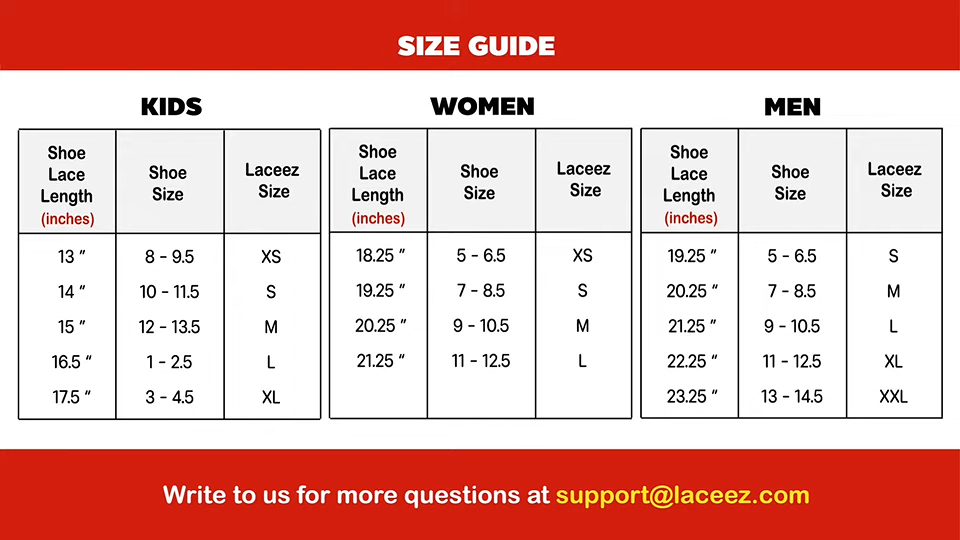 SIZE GUIDE
KIDS
Shoe
Lace
Length
(inches)
Shoe
Size
Laceez
Size
13 "
8 - 9.5
XS
14 "
10 - 11.5
S
15 "
12 - 13.5
M
16.5 "
1 - 2.5
L
17.5 "
3 - 4.5
XL
WOMEN
Shoe
Lace
Length
(inches)
Shoe
Size
Laceez
Size
18.25 "
5 - 6.5
XS
19.25 "
7 - 8.5
S
20.25 "
9 - 10.5
M
21.25 "
11 - 12.5
L
MEN
Shoe
Lace
Length
(inches)
Shoe
Size
Laceez
Size
19.25 "
5 - 6.5
S
20.25 "
7 - 8.5
M
21.25 "
9 - 10.5
L
22.25 "
11 - 12.5
XL
23.25 "
13 - 14.5
XXL
Write to us for more questions at support@laceez.com